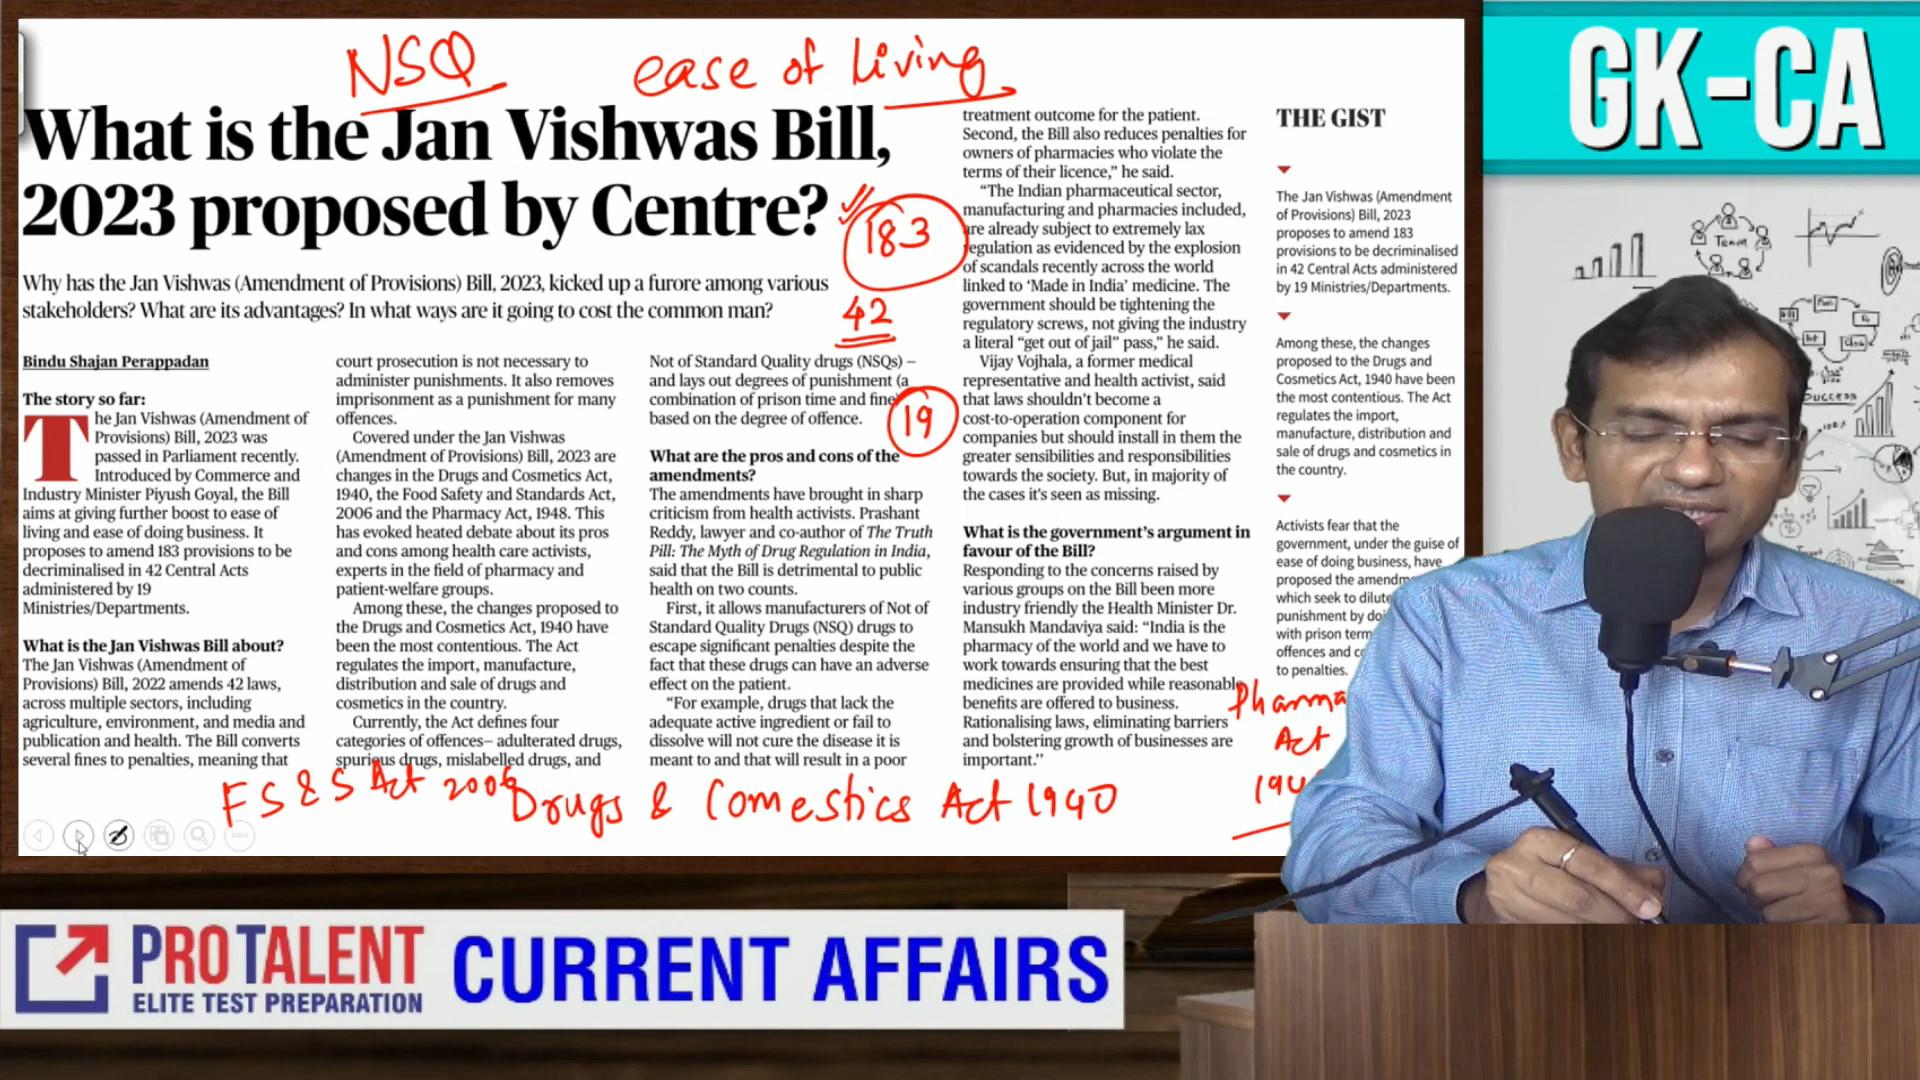 NSQ
ease of living
What is the Jan Vishwas Bill,
2023 proposed by Centre?
Why has the Jan Vishwas (Amendment of Provisions) Bill, 2023, kicked up a furore among various
stakeholders? What are its advantages? In what ways are it going to cost the common man?
183
42
19
Bindu Shajan Perappadan
The story so far:
The Jan Vishwas (Amendment of
Provisions) Bill, 2023 was
passed in Parliament recently.
Introduced by Commerce and
Industry Minister Piyush Goyal, the Bill
aims at giving further boost to ease of
living and ease of doing business. It
proposes to amend 183 provisions to be
decriminalised in 42 Central Acts
administered by 19
Ministries/Departments.
What is the Jan Vishwas Bill about?
The Jan Vishwas (Amendment of
Provisions) Bill, 2022 amends 42 laws,
across multiple sectors, including
agriculture, environment, and media and
publication and health. The Bill converts
several fines to penalties, meaning that
court prosecution is not necessary to
administer punishments. It also removes
imprisonment as a punishment for many
offences.
Covered under the Jan Vishwas
(Amendment of Provisions) Bill, 2023 are
changes in the Drugs and Cosmetics Act,
1940, the Food Safety and Standards Act,
2006 and the Pharmacy Act, 1948. This
has evoked heated debate about its pros
and cons among health care activists,
experts in the field of pharmacy and
patient-welfare groups.
Among these, the changes proposed to
the Drugs and Cosmetics Act, 1940 have
been the most contentious. The Act
regulates the import, manufacture,
distribution and sale of drugs and
cosmetics in the country.
Currently, the Act defines four
categories of offences– adulterated drugs,
spurious drugs, mislabelled drugs, and
Not of Standard Quality drugs (NSQs) –
and lays out degrees of punishment (a
combination of prison time and fine)
based on the degree of offence.
What are the pros and cons of the
amendments?
The amendments have brought in sharp
criticism from health activists. Prashant
Reddy, lawyer and co-author of The Truth
Pill: The Myth of Drug Regulation in India,
said that the Bill is detrimental to public
health on two counts.
First, it allows manufacturers of Not of
Standard Quality Drugs (NSQ) drugs to
escape significant penalties despite the
fact that these drugs can have an adverse
effect on the patient.
“For example, drugs that lack the
adequate active ingredient or fail to
dissolve will not cure the disease it is
meant to and that will result in a poor
treatment outcome for the patient.
Second, the Bill also reduces penalties for
owners of pharmacies who violate the
terms of their licence,” he said.
“The Indian pharmaceutical sector,
manufacturing and pharmacies included,
are already subject to extremely lax
regulation as evidenced by the explosion
of scandals recently across the world
linked to ‘Made in India’ medicine. The
government should be tightening the
regulatory screws, not giving the industry
a literal “get out of jail” pass,” he said.
Vijay Vojhala, a former medical
representative and health activist, said
that laws shouldn’t become a
cost-to-operation component for
companies but should install in them the
greater sensibilities and responsibilities
towards the society. But, in majority of
the cases it’s seen as missing.
What is the government’s argument in
favour of the Bill?
Responding to the concerns raised by
various groups on the Bill been more
industry friendly the Health Minister Dr.
Mansukh Mandaviya said: “India is the
pharmacy of the world and we have to
work towards ensuring that the best
medicines are provided while reasonable
benefits are offered to business.
Rationalising laws, eliminating barriers
and bolstering growth of businesses are
important.’’
THE GIST
The Jan Vishwas (Amendment
of Provisions) Bill, 2023
proposes to amend 183
provisions to be decriminalised
in 42 Central Acts administered
by 19 Ministries/Departments.
Among these, the changes
proposed to the Drugs and
Cosmetics Act, 1940 have been
the most contentious. The Act
regulates the import,
manufacture, distribution and
sale of drugs and cosmetics in
the country.
Activists fear that the
government, under the guise of
ease of doing business, have
proposed the
which seek to dilute
punishment by
with prison
offences and
to penalties.
Act
FS & S Act 2006
Drugs & Comestics Act 1940
GK-CA
Team
PROTALENT
ELITE TEST PREPARATION
CURRENT AFFAIRS